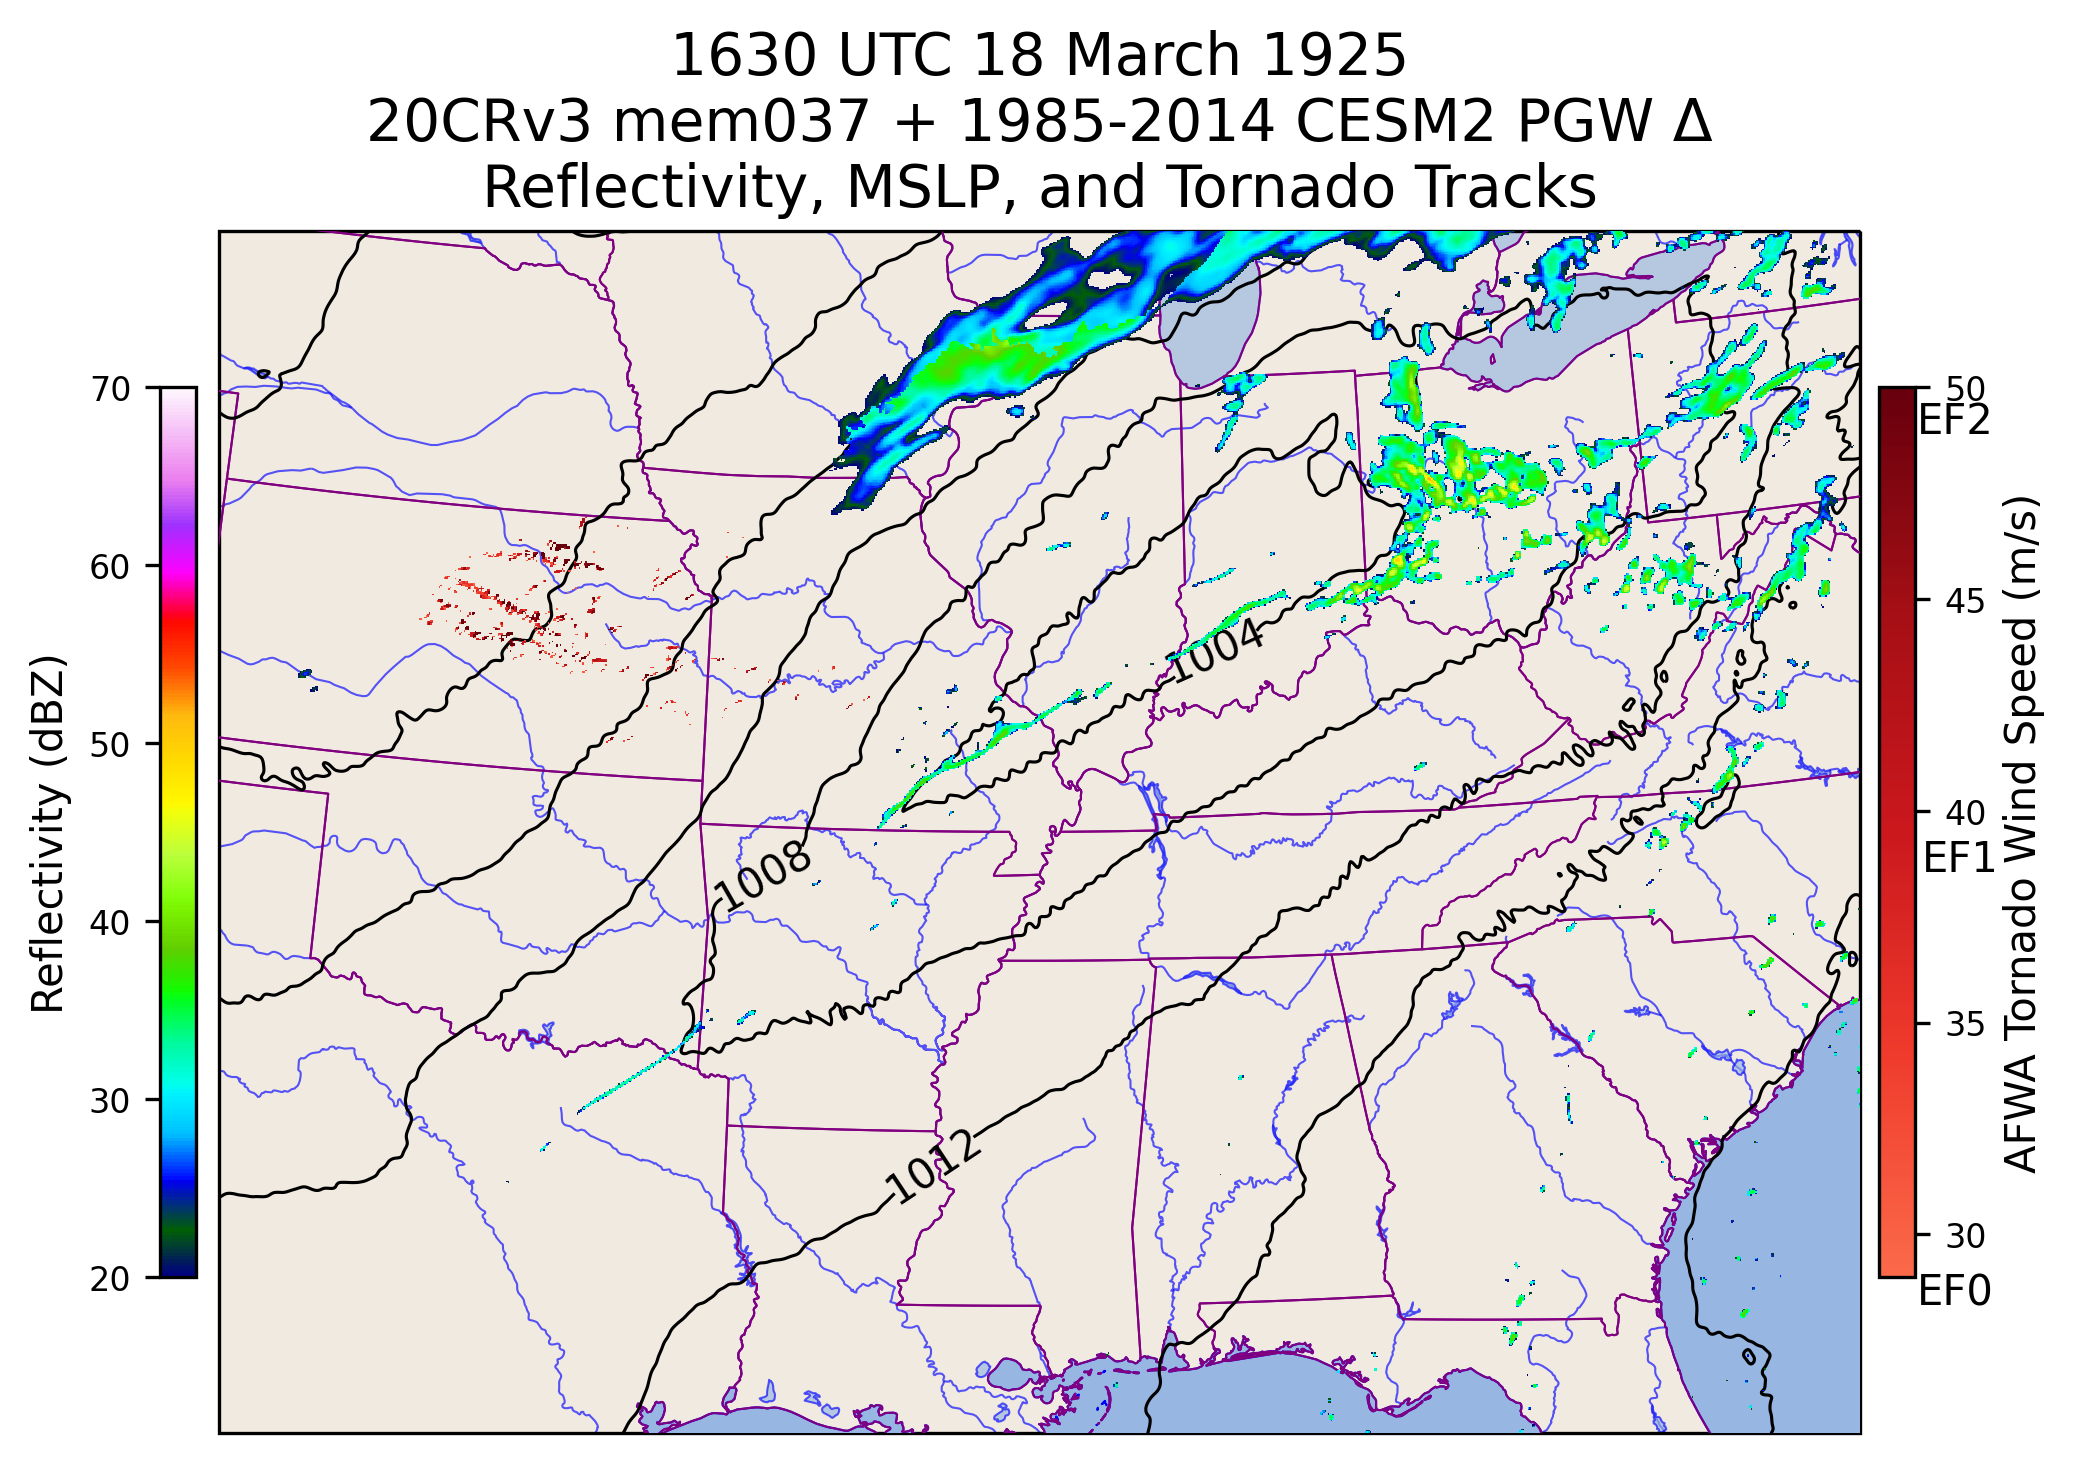 1630 UTC 18 March 1925
20CRv3 mem037 + 1985-2014 CESM2 PGW Δ
Reflectivity, MSLP, and Tornado Tracks
70
60
50
40
30
20
Reflectivity (dBZ)
1004
1008
1012
50
EF2
45
40
EF1
35
30
EF0
AFWA Tornado Wind Speed (m/s)